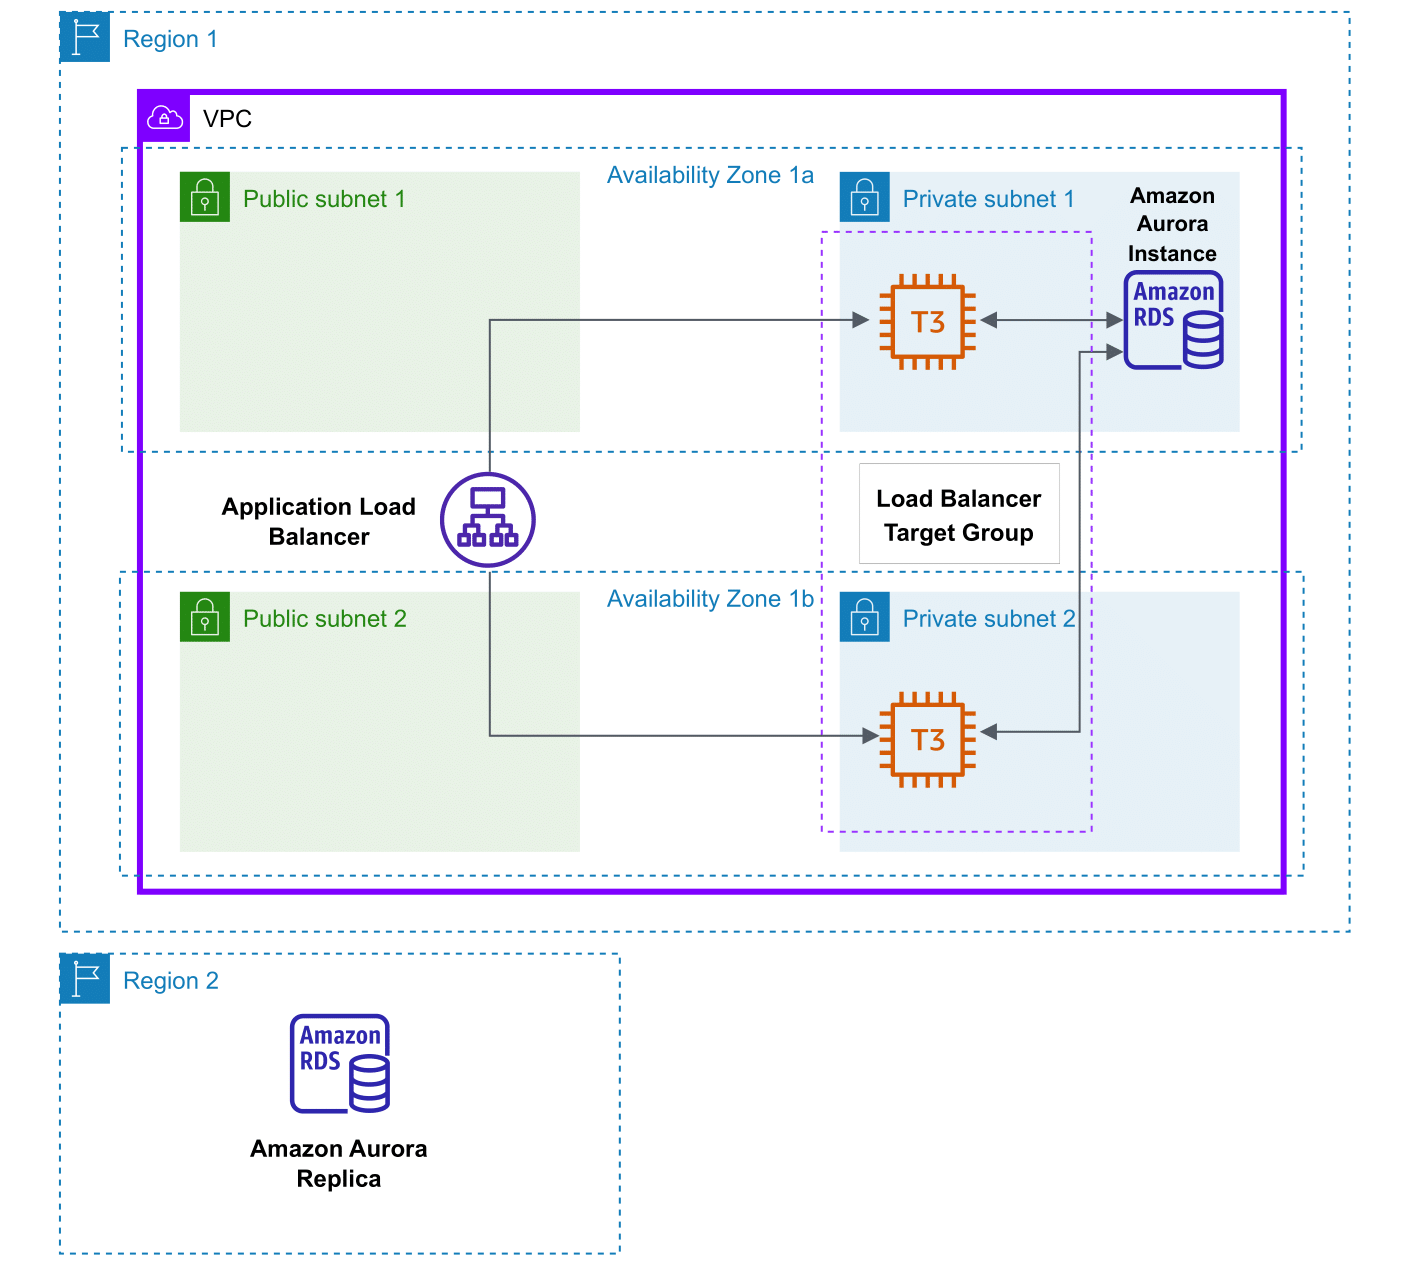 Region 1
VPC
Availability Zone 1a
Public subnet 1
Private subnet 1
Amazon
Aurora
Instance
Amazon
RDS
T3
Application Load
Balancer
Load Balancer
Target Group
Availability Zone 1b
Public subnet 2
Private subnet 2
T3
Region 2
Amazon
RDS
Amazon Aurora
Replica